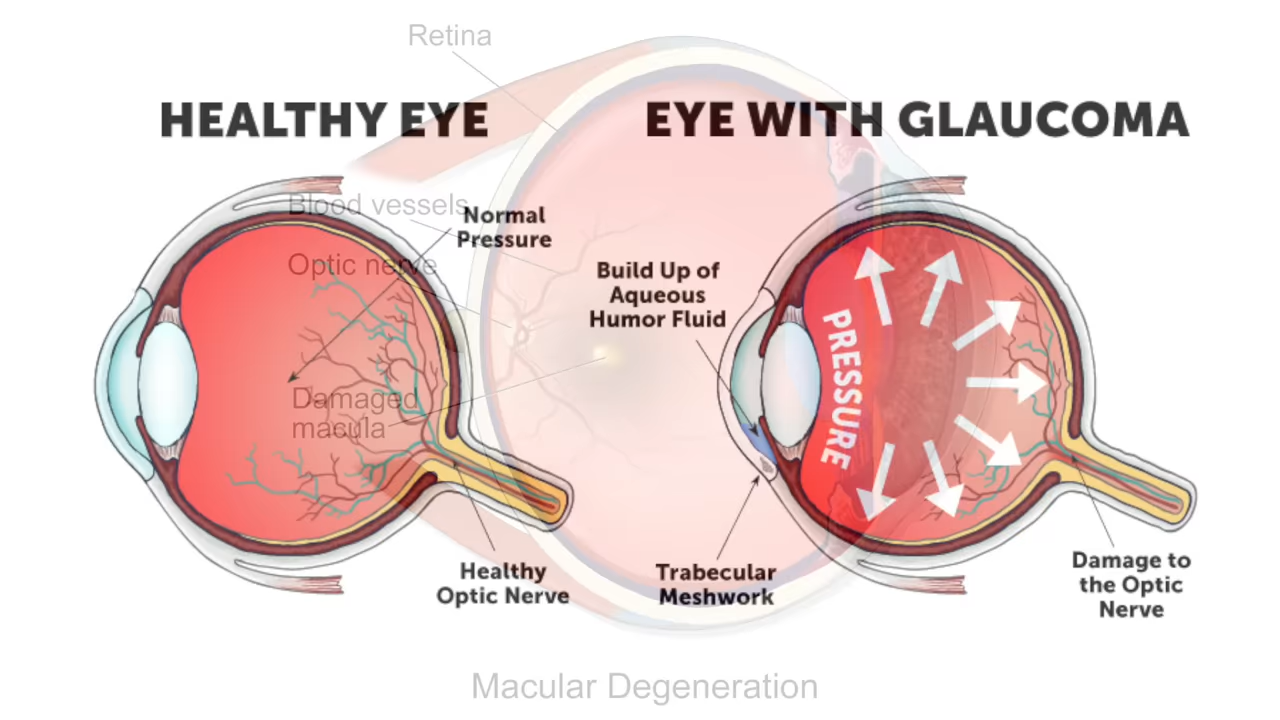 Retina
HEALTHY EYE
EYE WITH GLAUCOMA
Blood vessels
Normal
Pressure
Optic nerve
Build Up of
Aqueous
Humor Fluid
PRESSURE
Damaged
macula
Healthy
Optic Nerve
Trabecular
Meshwork
Damage to
the Optic
Nerve
Macular Degeneration